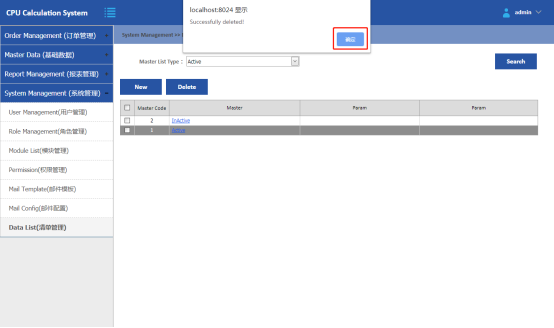 CPU Calculation System
admin
localhost:8024 显示
Successfully deleted!
确定
Order Management (订单管理)
Master Data (基础数据)
Report Management (报表管理)
System Management (系统管理)
User Management(用户管理)
Role Management(角色管理)
Module List(模块管理)
Permission(权限管理)
Mail Template(邮件模板)
Mail Config(邮件配置)
Data List(清单管理)
System Management >>
Master List Type : Active
Search
New Delete
Master Code Master Param Param
2 InActive
1 Active